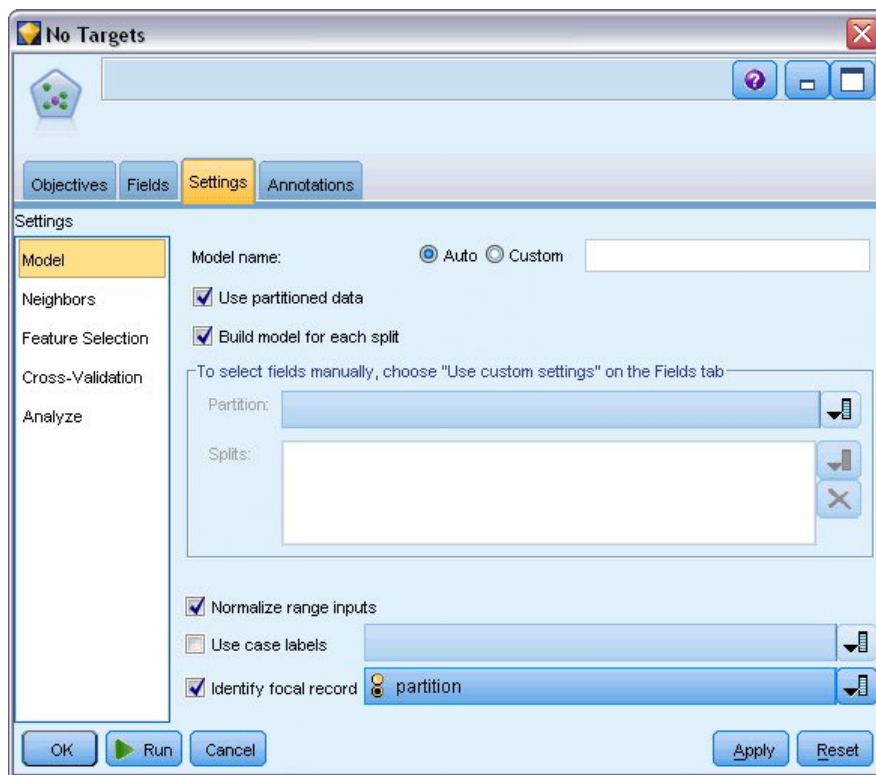 No Targets
Objectives Fields Settings Annotations
Settings
Model
Neighbors
Feature Selection
Cross-Validation
Analyze
Model name: Auto Custom
Use partitioned data
Build model for each split
To select fields manually, choose "Use custom settings" on the Fields tab
Partition:
Splits:
Normalize range inputs
Use case labels
Identify focal record partition
OK Run Cancel Apply Reset